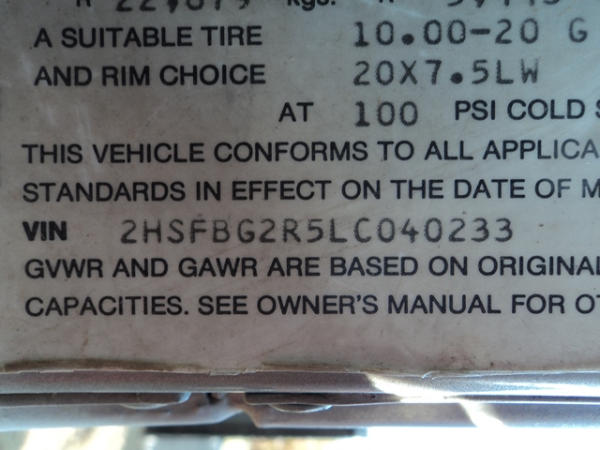 A SUITABLE TIRE 10.00-20 G
AND RIM CHOICE 20X7.5LW
AT 100 PSI COLD S
THIS VEHICLE CONFORMS TO ALL APPLICA
STANDARDS IN EFFECT ON THE DATE OF M
VIN 2HSFBG2R5LC040233
GVWR AND GAWR ARE BASED ON ORIGINAL
CAPACITIES. SEE OWNER'S MANUAL FOR OT